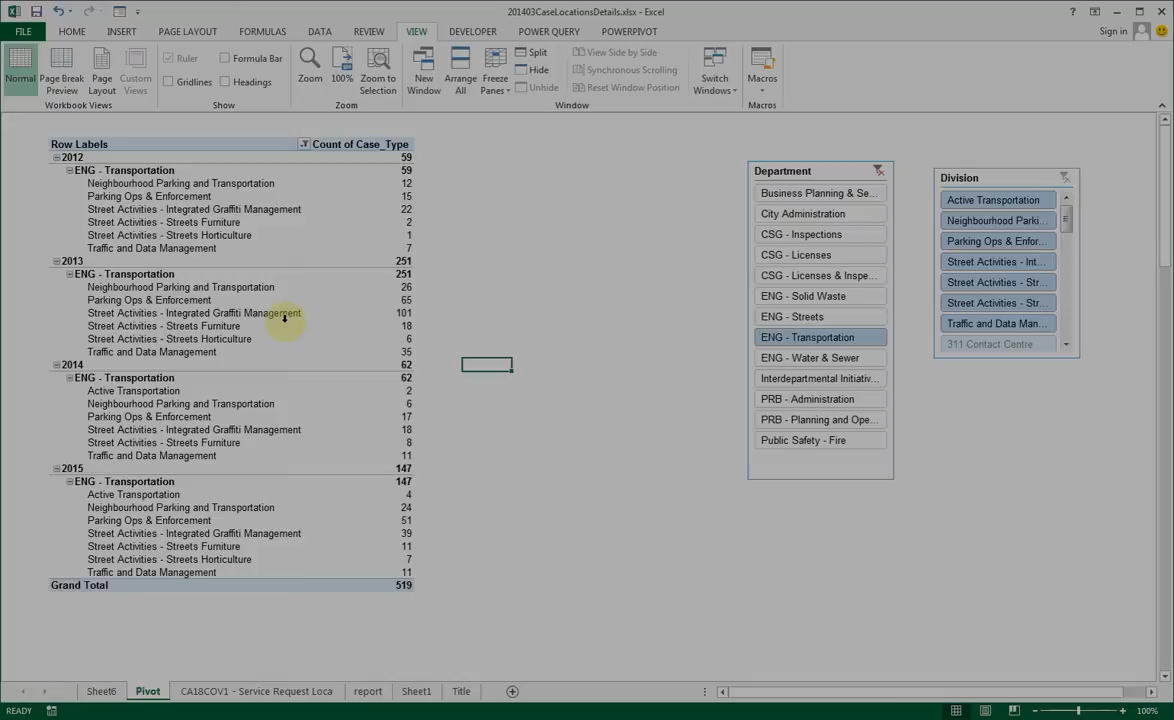 201403CaseLocationsDetails.xlsx - Excel
?
FILE HOME INSERT PAGE LAYOUT FORMULAS DATA REVIEW VIEW DEVELOPER POWER QUERY POWERPIVOT Sign in
Normal
Page Break Preview
Page Layout
Custom Views
Workbook Views
Ruler
Formula Bar
Gridlines
Headings
Show
Zoom
100%
Zoom to Selection
Zoom
New Window
Arrange All
Freeze Panes
Split
Hide
Unhide
View Side by Side
Synchronous Scrolling
Reset Window Position
Window
Switch Windows
Macros
Macros
Row Labels Count of Case_Type
2012 59
ENG - Transportation 59
Neighbourhood Parking and Transportation 12
Parking Ops & Enforcement 15
Street Activities - Integrated Graffiti Management 22
Street Activities - Streets Furniture 2
Street Activities - Streets Horticulture 1
Traffic and Data Management 7
2013 251
ENG - Transportation 251
Neighbourhood Parking and Transportation 26
Parking Ops & Enforcement 65
Street Activities - Integrated Graffiti Management 101
Street Activities - Streets Furniture 18
Street Activities - Streets Horticulture 6
Traffic and Data Management 35
2014 62
ENG - Transportation 62
Active Transportation 2
Neighbourhood Parking and Transportation 6
Parking Ops & Enforcement 17
Street Activities - Integrated Graffiti Management 18
Street Activities - Streets Furniture 8
Traffic and Data Management 11
2015 147
ENG - Transportation 147
Active Transportation 4
Neighbourhood Parking and Transportation 24
Parking Ops & Enforcement 51
Street Activities - Integrated Graffiti Management 39
Street Activities - Streets Furniture 11
Street Activities - Streets Horticulture 7
Traffic and Data Management 11
Grand Total 519
Department
Business Planning & Se...
City Administration
CSG - Inspections
CSG - Licenses
CSG - Licenses & Inspe...
ENG - Solid Waste
ENG - Streets
ENG - Transportation
ENG - Water & Sewer
Interdepartmental Initiativ...
PRB - Administration
PRB - Planning and Ope...
Public Safety - Fire
Division
Active Transportation
Neighbourhood Parki...
Parking Ops & Enfor...
Street Activities - Int...
Street Activities - Str...
Street Activities - Str...
Traffic and Data Man...
311 Contact Centre
Sheet6 Pivot CA18COV1 - Service Request Loca report Sheet1 Title
READY 100%